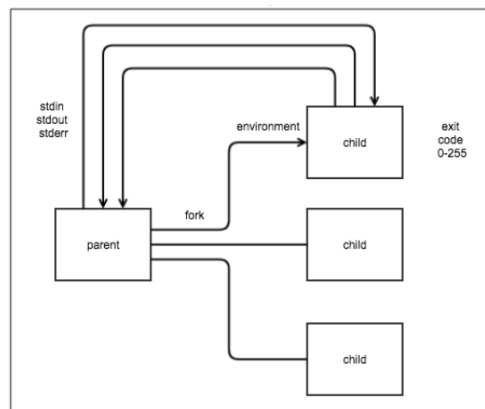 stdin
stdout
stderr
environment
child
exit
code
0-255
fork
parent
child
child